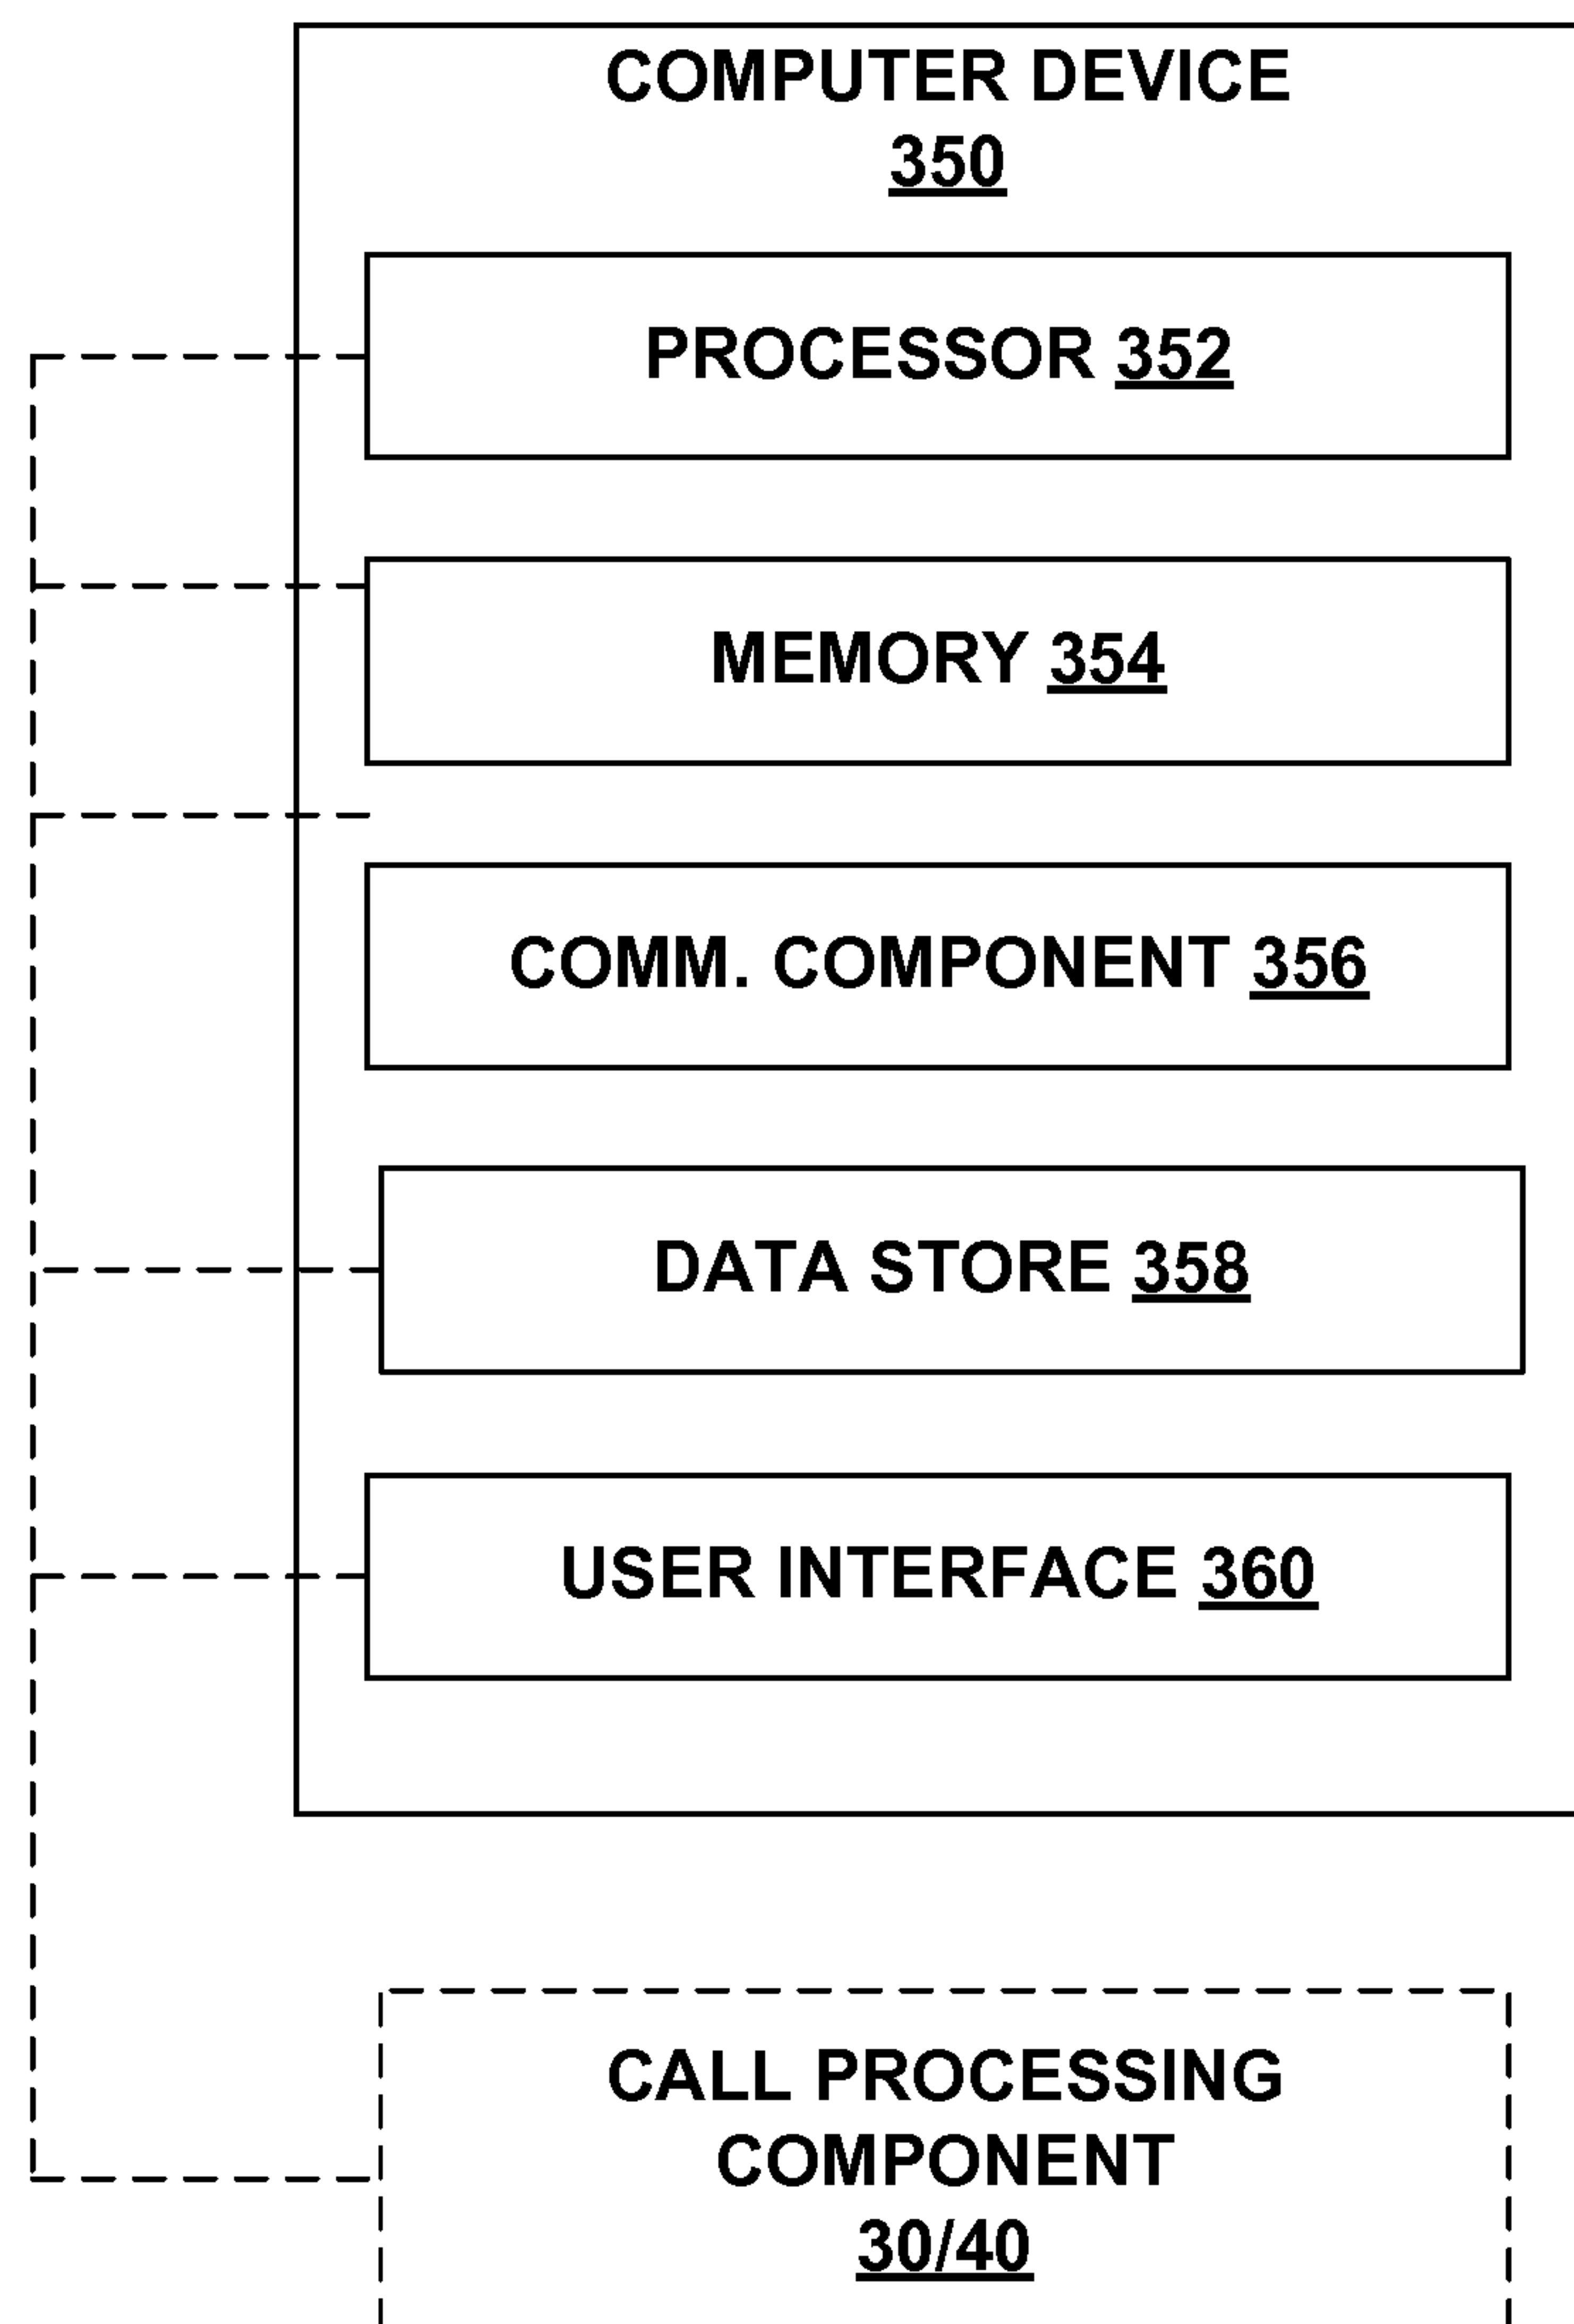 COMPUTER DEVICE
350
PROCESSOR 352
MEMORY 354
COMM. COMPONENT 356
DATA STORE 358
USER INTERFACE 360
CALL PROCESSING
COMPONENT
30/40